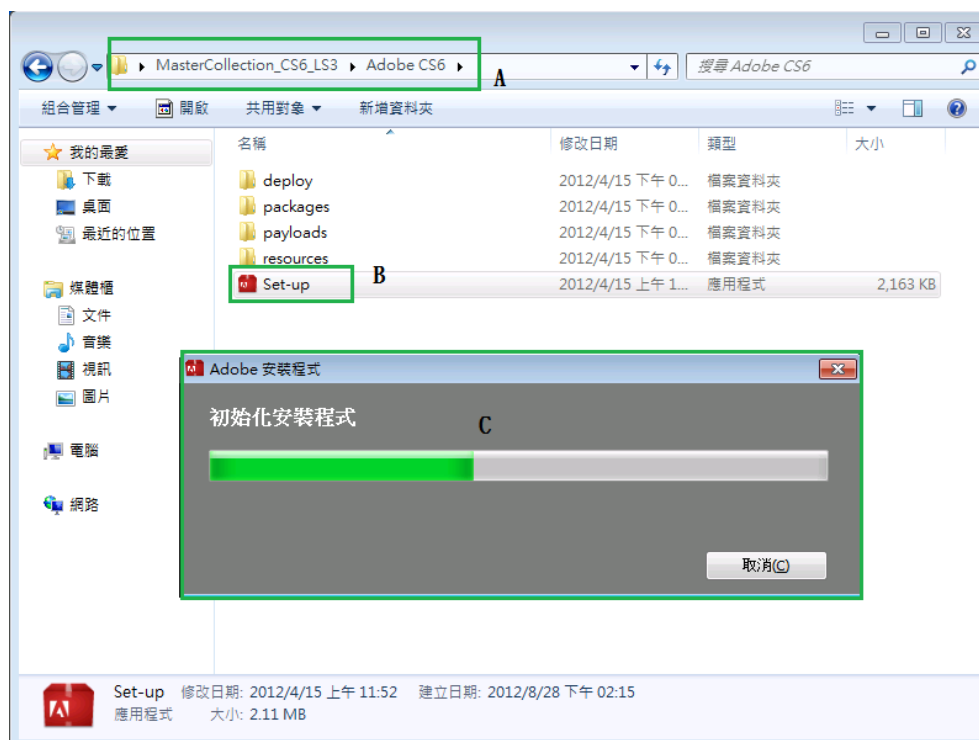 MasterCollection_CS6_LS3 Adobe CS6
搜尋 Adobe CS6
A
組合管理 開啟 共用對象 新增資料夾
名稱 修改日期 類型 大小
我的最愛
下載
桌面
最近的位置
媒體櫃
文件
音樂
視訊
圖片
電腦
網路
deploy 2012/4/15 下午 0... 檔案資料夾
packages 2012/4/15 下午 0... 檔案資料夾
payloads 2012/4/15 下午 0... 檔案資料夾
resources 2012/4/15 下午 0... 檔案資料夾
Set-up 2012/4/15 上午 1... 應用程式 2,163 KB
B
Adobe 安裝程式
初始化安裝程式
C
取消(C)
Set-up 修改日期: 2012/4/15 上午 11:52 建立日期: 2012/8/28 下午 02:15
應用程式 大小: 2.11 MB